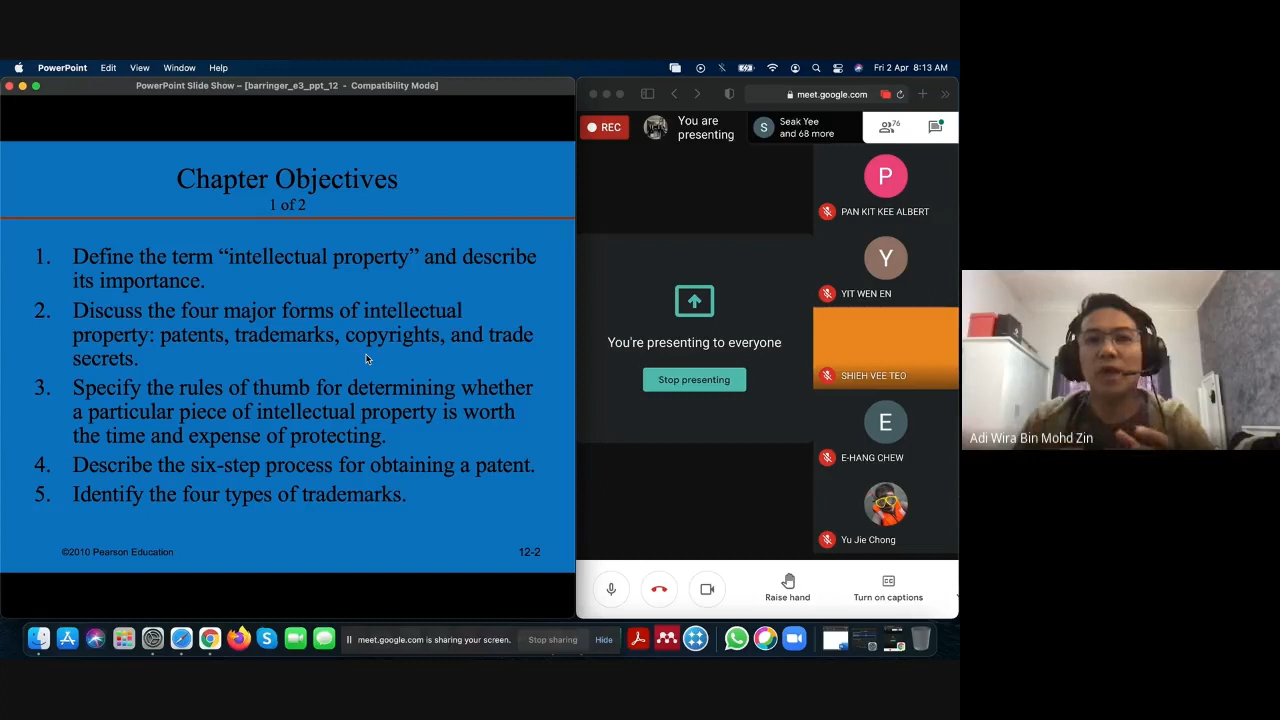 PowerPoint Edit View Window Help
Fri 2 Apr 8:13 AM
PowerPoint Slide Show – [barringer_e3_ppt_12 - Compatibility Mode]
Chapter Objectives
1 of 2
1. Define the term “intellectual property” and describe
its importance.
2. Discuss the four major forms of intellectual
property: patents, trademarks, copyrights, and trade
secrets.
3. Specify the rules of thumb for determining whether
a particular piece of intellectual property is worth
the time and expense of protecting.
4. Describe the six-step process for obtaining a patent.
5. Identify the four types of trademarks.
©2010 Pearson Education
12-2
meet.google.com
REC
You are
presenting
S
Seak Yee
and 68 more
76
You're presenting to everyone
Stop presenting
P
PAN KIT KEE ALBERT
Y
YIT WEN EN
SHIEH VEE TEO
E
E-HANG CHEW
Yu Jie Chong
Raise hand
Turn on captions
meet.google.com is sharing your screen.
Stop sharing
Hide
Adi Wira Bin Mohd Zin